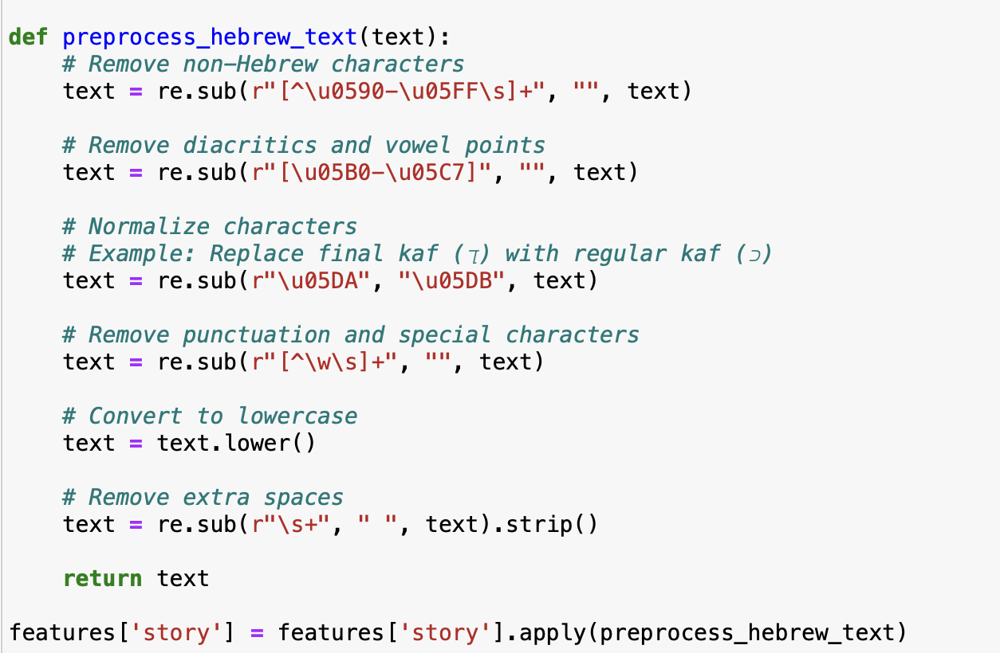 def preprocess_hebrew_text(text):
    # Remove non-Hebrew characters
    text = re.sub(r"[^\u0590-\u05FF\s]+", "", text)
    # Remove diacritics and vowel points
    text = re.sub(r"[\u05B0-\u05C7]", "", text)
    # Normalize characters
    # Example: Replace final kaf (ך) with regular kaf (כ)
    text = re.sub(r"\u05DA", "\u05DB", text)
    # Remove punctuation and special characters
    text = re.sub(r"[^\w\s]+", "", text)
    # Convert to lowercase
    text = text.lower()
    # Remove extra spaces
    text = re.sub(r"\s+", " ", text).strip()
    return text
features['story'] = features['story'].apply(preprocess_hebrew_text)